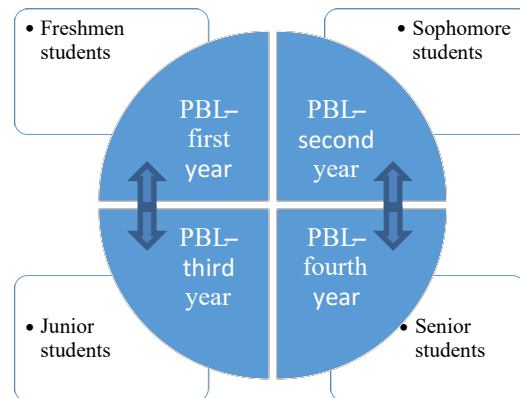 • Freshmen
students
• Sophomore
students
PBL–
first
year
PBL–
second
year
PBL–
third
year
PBL–
fourth
year
• Junior
students
• Senior
students